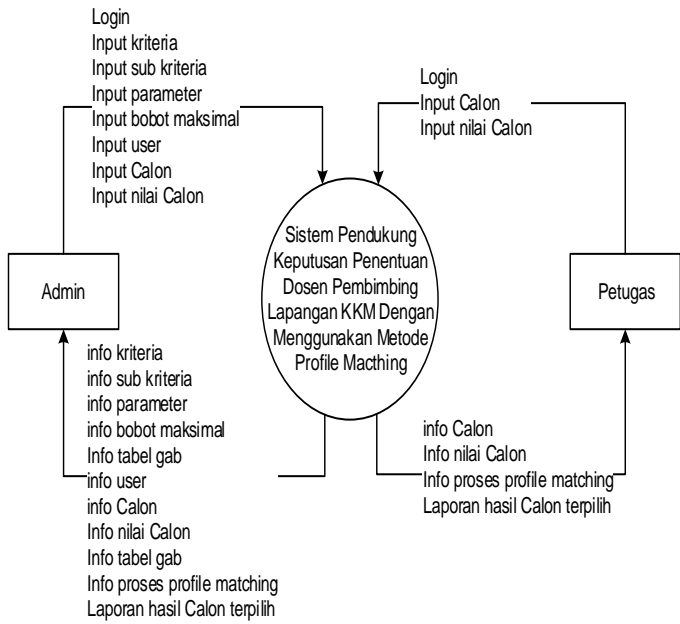 Login
Input kriteria
Input sub kriteria
Input parameter
Input bobot maksimal
Input user
Input Calon
Input nilai Calon
Login
Input Calon
Input nilai Calon
Admin
Sistem Pendukung
Keputusan Penentuan
Dosen Pembimbing
Lapangan KKM Dengan
Menggunakan Metode
Profile Macthing
Petugas
info kriteria
info sub kriteria
info parameter
info bobot maksimal
Info tabel gab
info user
info Calon
Info nilai Calon
Info tabel gab
Info proses profile matching
Laporan hasil Calon terpilih
info Calon
Info nilai Calon
Info proses profile matching
Laporan hasil Calon terpilih